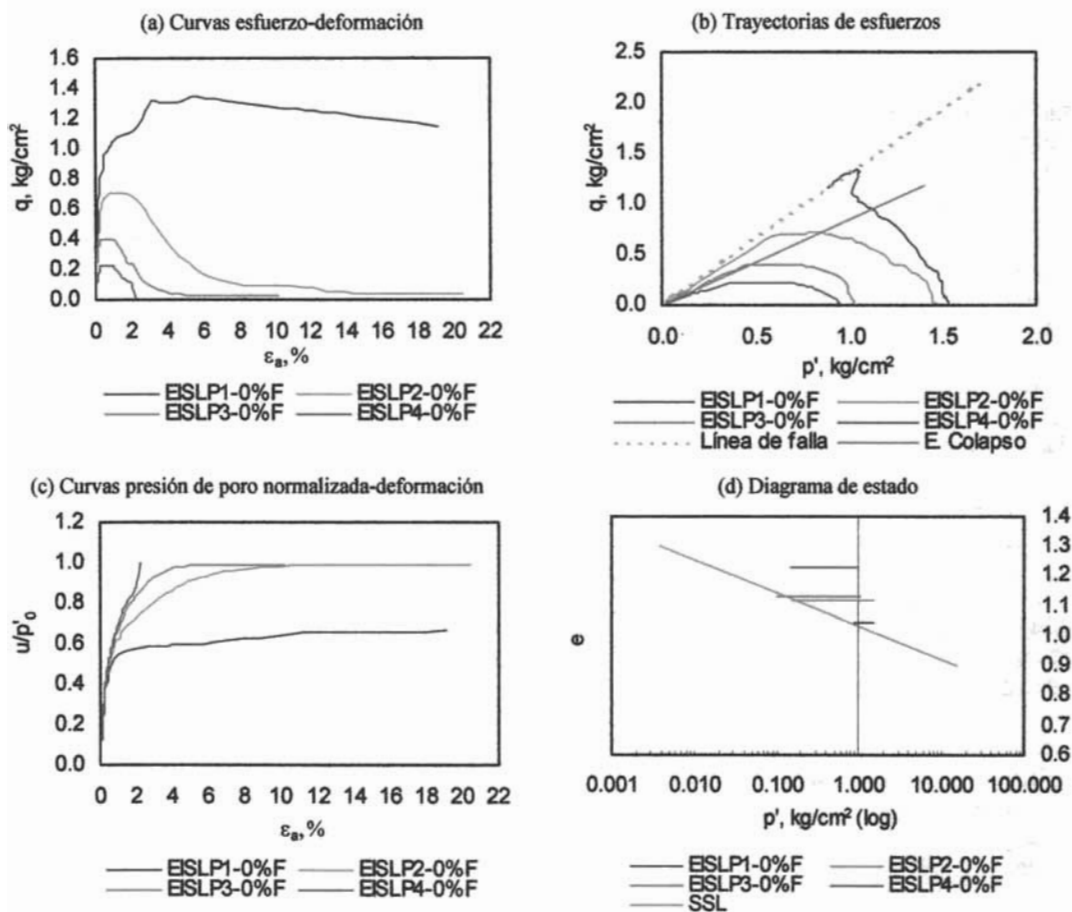 (a) Curvas esfuerzo-deformación
1.6
1.4
1.2
1.0
0.8
0.6
0.4
0.2
0.0
q, kg/cm²
0 2 4 6 8 10 12 14 16 18 20 22
εa, %
EISLP1-0%F EISLP2-0%F
EISLP3-0%F EISLP4-0%F
(b) Trayectorias de esfuerzos
2.5
2.0
1.5
1.0
0.5
0.0
q, kg/cm²
0.0 0.5 1.0 1.5 2.0
p', kg/cm²
EISLP1-0%F EISLP2-0%F
EISLP3-0%F EISLP4-0%F
Línea de falla E. Colapso
(c) Curvas presión de poro normalizada-deformación
1.2
1.0
0.8
0.6
0.4
0.2
0.0
u/p'0
0 2 4 6 8 10 12 14 16 18 20 22
εa, %
EISLP1-0%F EISLP2-0%F
EISLP3-0%F EISLP4-0%F
(d) Diagrama de estado
e
1.4
1.3
1.2
1.1
1.0
0.9
0.8
0.7
0.6
0.001 0.010 0.100 1.000 10.000 100.000
p', kg/cm² (log)
EISLP1-0%F EISLP2-0%F
EISLP3-0%F EISLP4-0%F
SSL